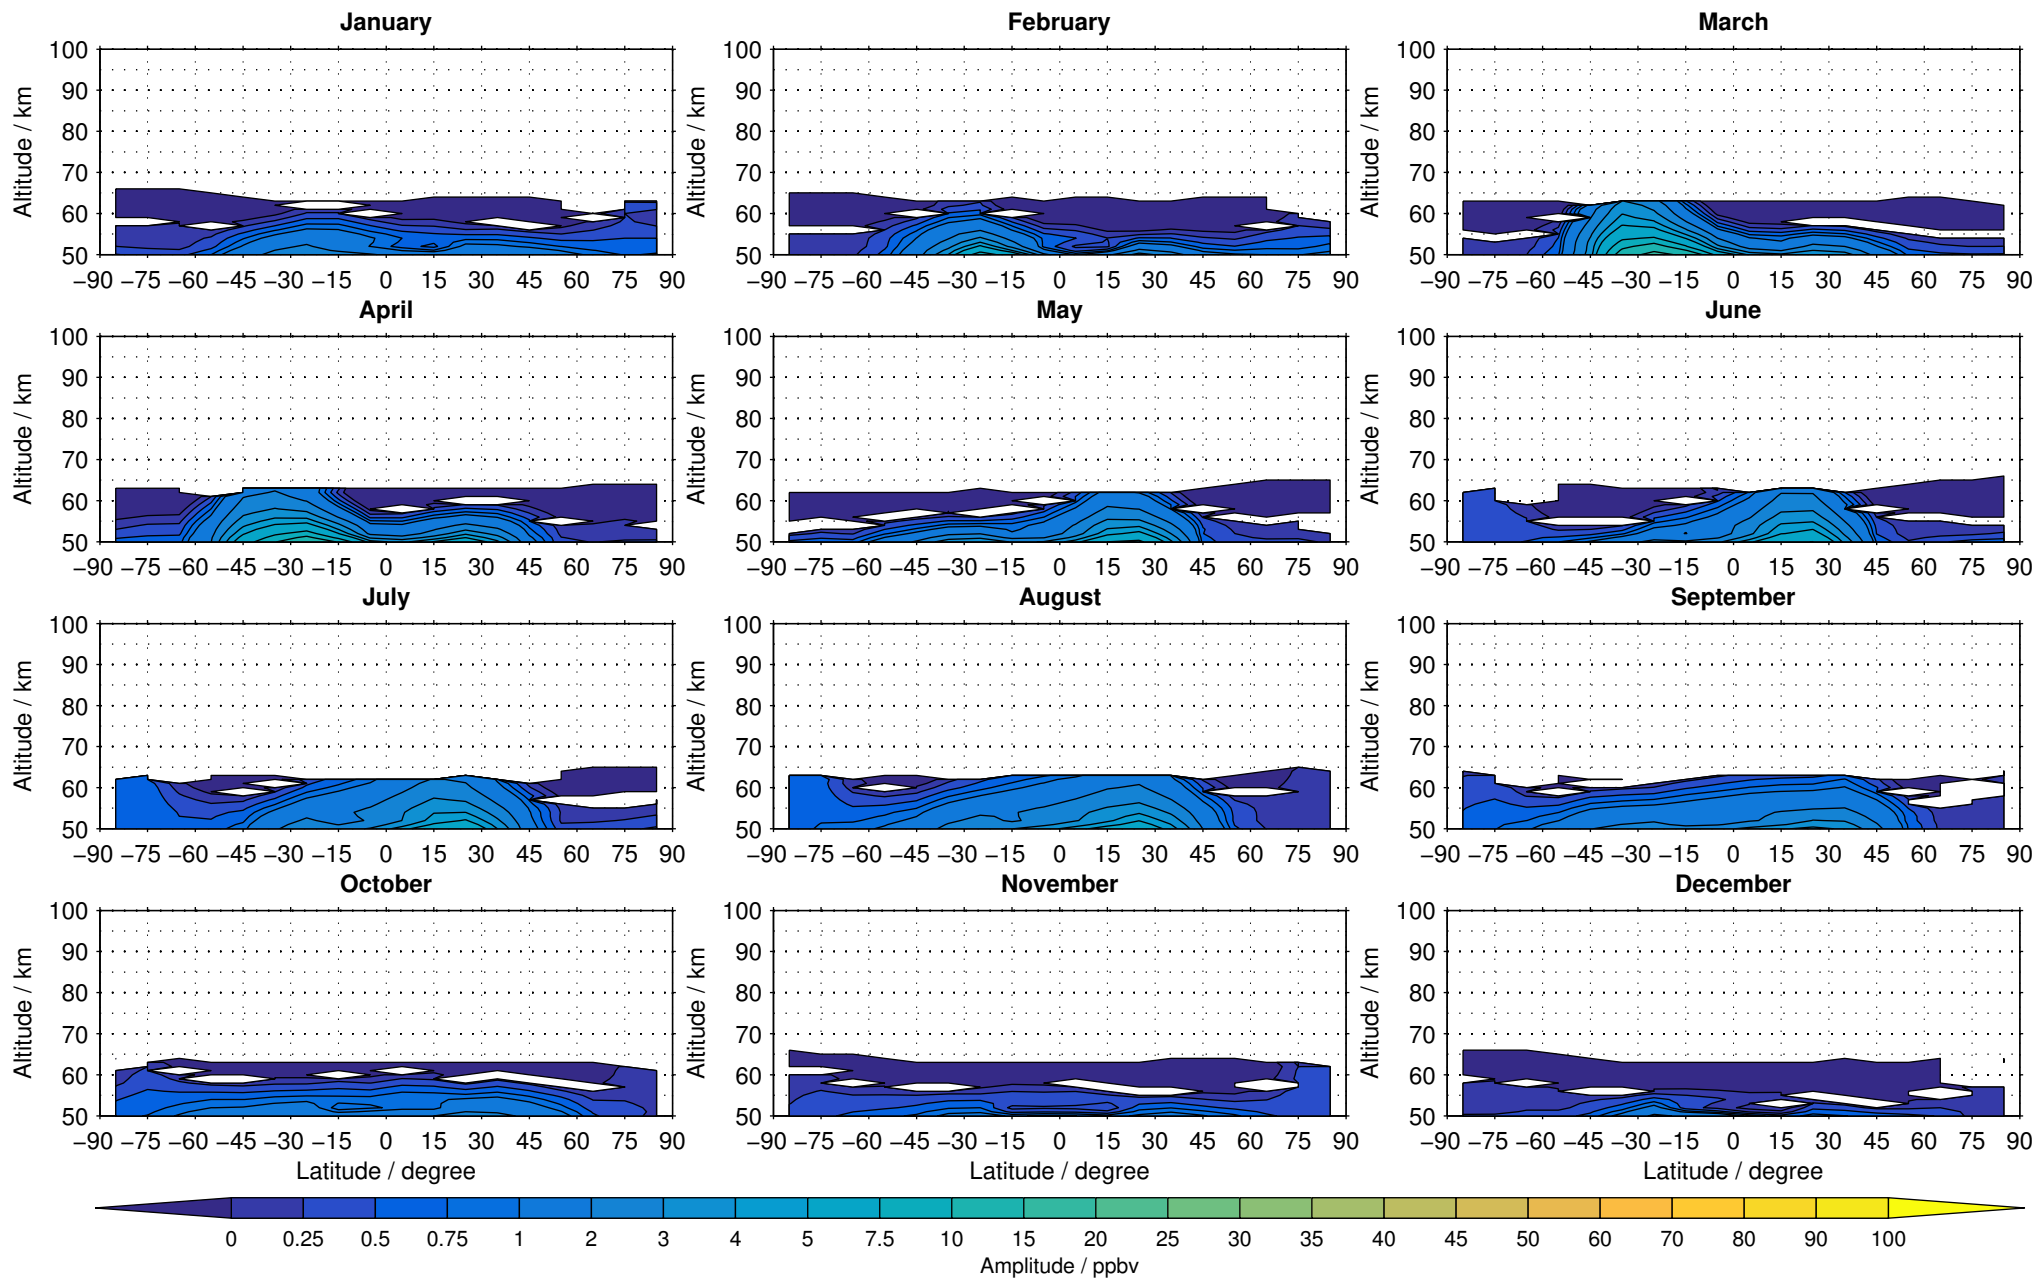 January February March
100 100 100
90 90 90
80 80 80
70 70 70
60 60 60
50 50 50
Altitude / km Altitude / km Altitude / km
−90 −75 −60 −45 −30 −15 0 15 30 45 60 75 90 −90 −75 −60 −45 −30 −15 0 15 30 45 60 75 90 −90 −75 −60 −45 −30 −15 0 15 30 45 60 75 90
April May June
100 100 100
90 90 90
80 80 80
70 70 70
60 60 60
50 50 50
Altitude / km Altitude / km Altitude / km
−90 −75 −60 −45 −30 −15 0 15 30 45 60 75 90 −90 −75 −60 −45 −30 −15 0 15 30 45 60 75 90 −90 −75 −60 −45 −30 −15 0 15 30 45 60 75 90
July August September
100 100 100
90 90 90
80 80 80
70 70 70
60 60 60
50 50 50
Altitude / km Altitude / km Altitude / km
−90 −75 −60 −45 −30 −15 0 15 30 45 60 75 90 −90 −75 −60 −45 −30 −15 0 15 30 45 60 75 90 −90 −75 −60 −45 −30 −15 0 15 30 45 60 75 90
October November December
100 100 100
90 90 90
80 80 80
70 70 70
60 60 60
50 50 50
Altitude / km Altitude / km Altitude / km
−90 −75 −60 −45 −30 −15 0 15 30 45 60 75 90 −90 −75 −60 −45 −30 −15 0 15 30 45 60 75 90 −90 −75 −60 −45 −30 −15 0 15 30 45 60 75 90
Latitude / degree Latitude / degree Latitude / degree
0 0.25 0.5 0.75 1 2 3 4 5 7.5 10 15 20 25 30 35 40 45 50 60 70 80 90 100
Amplitude / ppbv